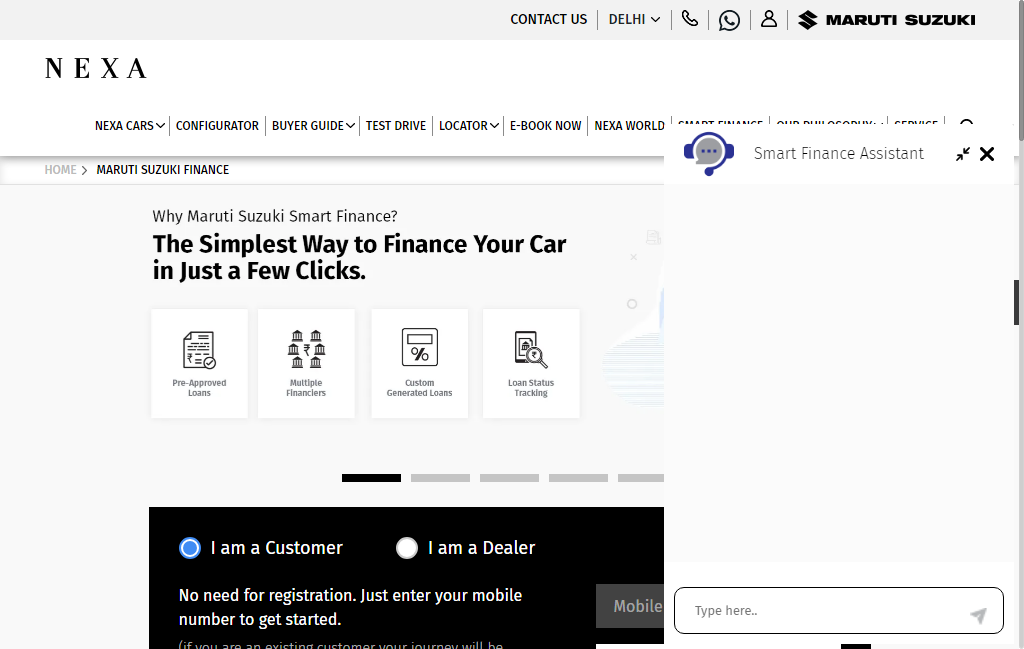 CONTACT US
DELHI
MARUTI SUZUKI
NEXA
NEXA CARS
CONFIGURATOR
BUYER GUIDE
TEST DRIVE
LOCATOR
E-BOOK NOW
NEXA WORLD
SMART FINANCE
OUR PHILOSOPHY
SERVICE
HOME
MARUTI SUZUKI FINANCE
Smart Finance Assistant
Why Maruti Suzuki Smart Finance?
The Simplest Way to Finance Your Car
in Just a Few Clicks.
Pre-Approved
Loans
Multiple
Financiers
Custom
Generated Loans
Loan Status
Tracking
I am a Customer
I am a Dealer
No need for registration. Just enter your mobile
number to get started.
(if you are an existing customer your journey will be
Mobile
Type here..